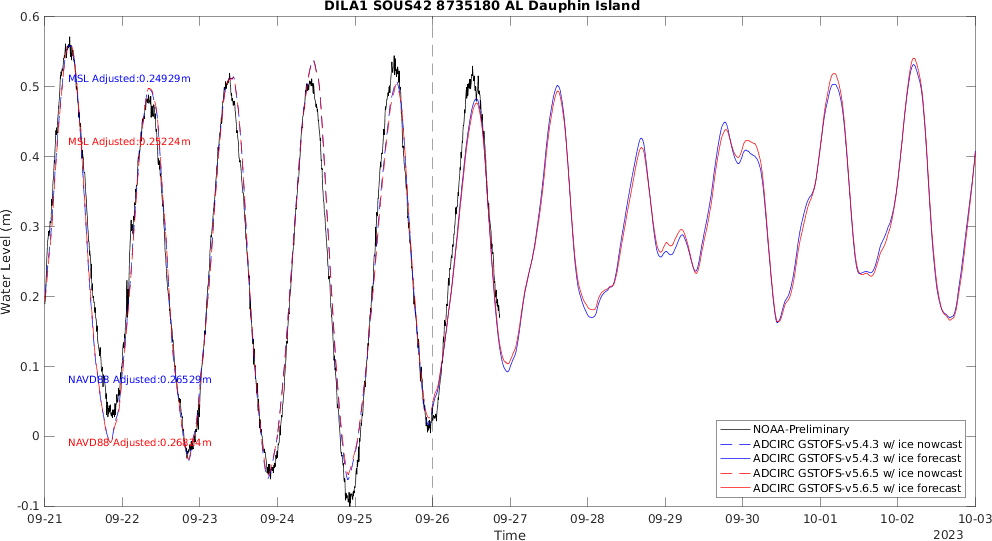 DILA1 SOUS42 8735180 AL Dauphin Island
0.6
0.5
0.4
0.3
0.2
0.1
0
-0.1
Water Level (m)
MSL Adjusted:0.24929m
MSL Adjusted:0.25224m
NAVD88 Adjusted:0.26529m
NAVD88 Adjusted:0.26824m
NOAA-Preliminary
ADCIRC GSTOFS-v5.4.3 w/ ice nowcast
ADCIRC GSTOFS-v5.4.3 w/ ice forecast
ADCIRC GSTOFS-v5.6.5 w/ ice nowcast
ADCIRC GSTOFS-v5.6.5 w/ ice forecast
09-21 09-22 09-23 09-24 09-25 09-26 09-27 09-28 09-29 09-30 10-01 10-02 10-03
Time
2023